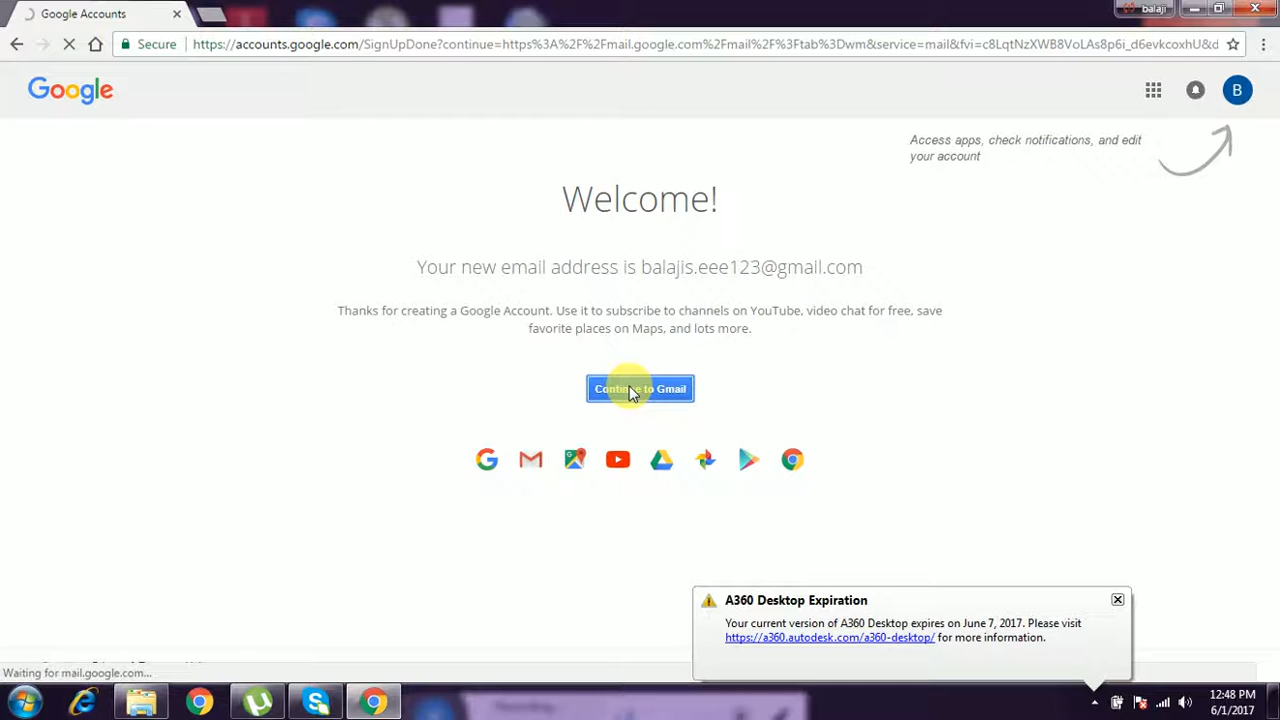 Google Accounts
balaji
Secure
https://accounts.google.com/SignUpDone?continue=https%3A%2F%2Fmail.google.com%2Fmail%2F%3Ftab%3Dwm&service=mail&fvi=c8LqtNzXWB8VoLAs8p6i_d6evkcoxhU&d
Google
B
Access apps, check notifications, and edit
your account
Welcome!
Your new email address is balajis.eee123@gmail.com
Thanks for creating a Google Account. Use it to subscribe to channels on YouTube, video chat for free, save
favorite places on Maps, and lots more.
Continue to Gmail
A360 Desktop Expiration
Your current version of A360 Desktop expires on June 7, 2017. Please visit
https://a360.autodesk.com/a360-desktop/ for more information.
Waiting for mail.google.com...
Recording...
12:48 PM
6/1/2017